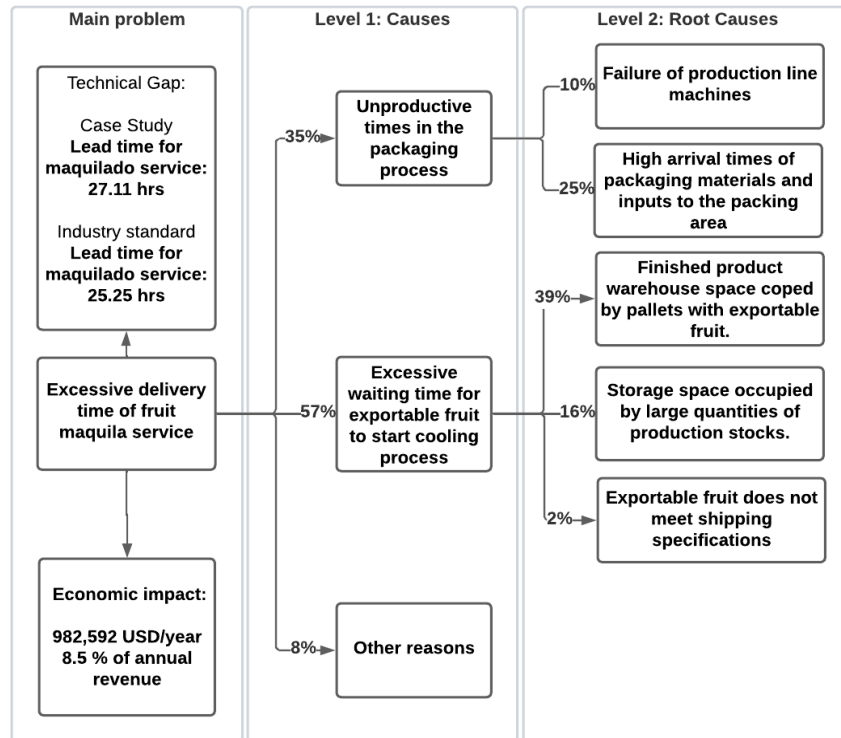 Main problem
Technical Gap:
Case Study
Lead time for
maquilado service:
27.11 hrs
Industry standard
Lead time for
maquilado service:
25.25 hrs
Excessive delivery
time of fruit
maquila service
Economic impact:
982,592 USD/year
8.5 % of annual
revenue
Level 1: Causes
35%
Unproductive
times in the
packaging
process
57%
Excessive
waiting time for
exportable fruit
to start cooling
process
8%
Other reasons
Level 2: Root Causes
10%
Failure of production line
machines
25%
High arrival times of
packaging materials and
inputs to the packing
area
39%
Finished product
warehouse space coped
by pallets with exportable
fruit.
16%
Storage space occupied
by large quantities of
production stocks.
2%
Exportable fruit does not
meet shipping
specifications